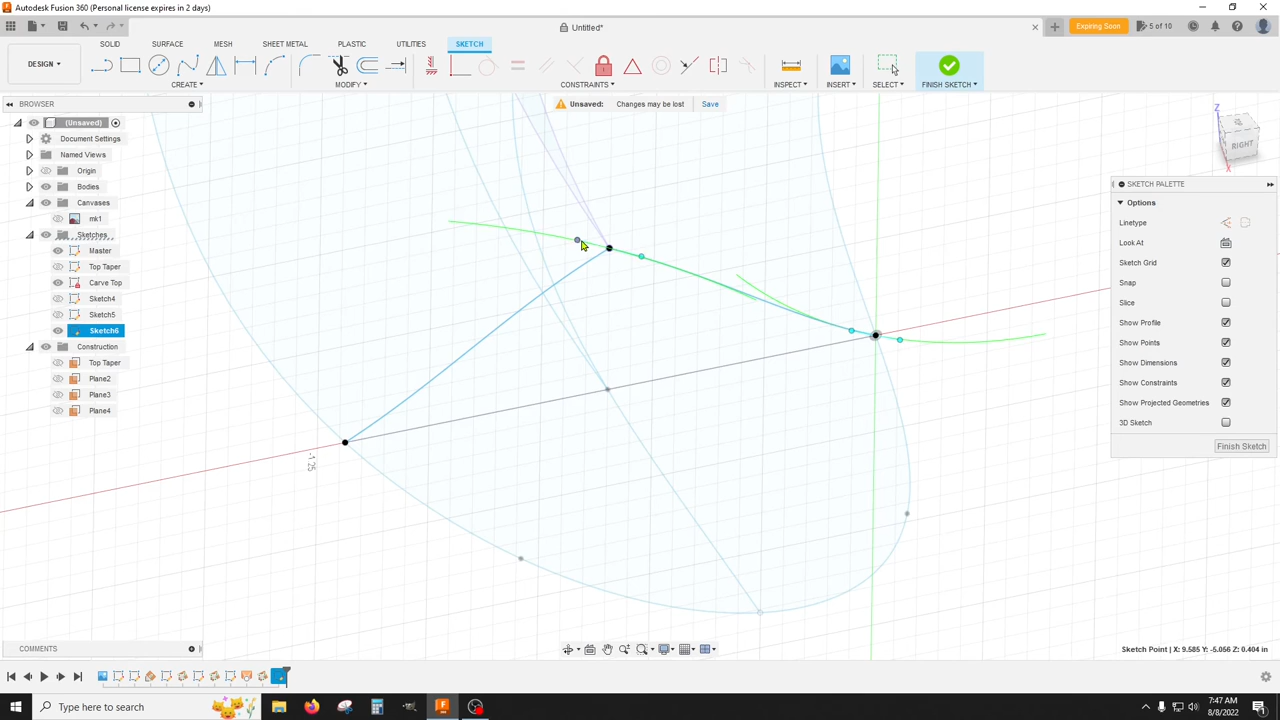 Autodesk Fusion 360 (Personal license expires in 2 days)
Untitled*
Expiring Soon
5 of 10
DESIGN
SOLID SURFACE MESH SHEET METAL PLASTIC UTILITIES SKETCH
CREATE MODIFY CONSTRAINTS INSPECT INSERT SELECT FINISH SKETCH
BROWSER
Unsaved: Changes may be lost Save
(Unsaved)
Document Settings
Named Views
Origin
Bodies
Canvases
mk1
Sketches
Master
Top Taper
Carve Top
Sketch4
Sketch5
Sketch6
Construction
Top Taper
Plane2
Plane3
Plane4
-1.25
Z
RIGHT
X
SKETCH PALETTE
Options
Linetype
Look At
Sketch Grid
Snap
Slice
Show Profile
Show Points
Show Dimensions
Show Constraints
Show Projected Geometries
3D Sketch
Finish Sketch
COMMENTS
Sketch Point | X: 9.585 Y: -5.056 Z: 0.404 in
Type here to search
7:47 AM
8/8/2022
1